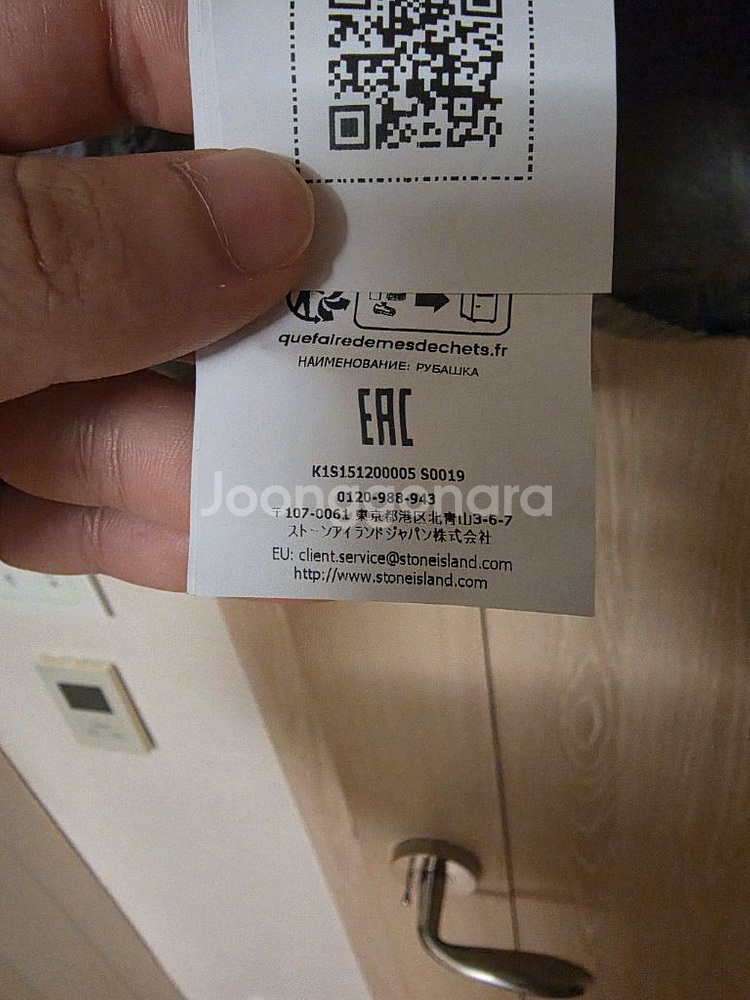 quefairedemesdechets.fr
НАИМЕНОВАНИЕ: РУБАШКА
EAC
K1S151200005 S0019
Joonggonara
0120-988-943
〒107-0061 東京都港区北青山3-6-7
ストーンアイランドジャパン株式会社
EU: client.service@stoneisland.com
http://www.stoneisland.com